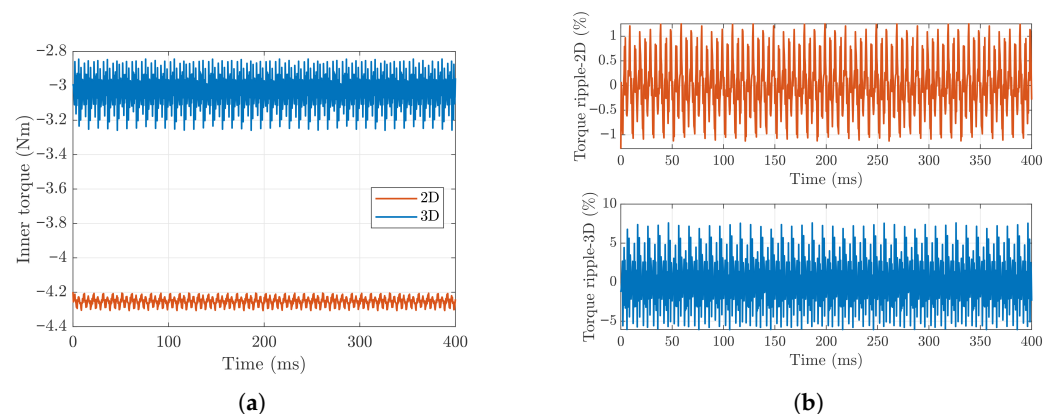 −2.8
−3
−3.2
−3.4
−3.6
−3.8
−4
−4.2
−4.4
Inner torque (Nm)
2D
3D
0 100 200 300 400
Time (ms)
(a)
1
0.5
0
−0.5
−1
Torque ripple-2D (%)
0 50 100 150 200 250 300 350 400
Time (ms)
10
5
0
−5
Torque ripple-3D (%)
0 50 100 150 200 250 300 350 400
Time (ms)
(b)